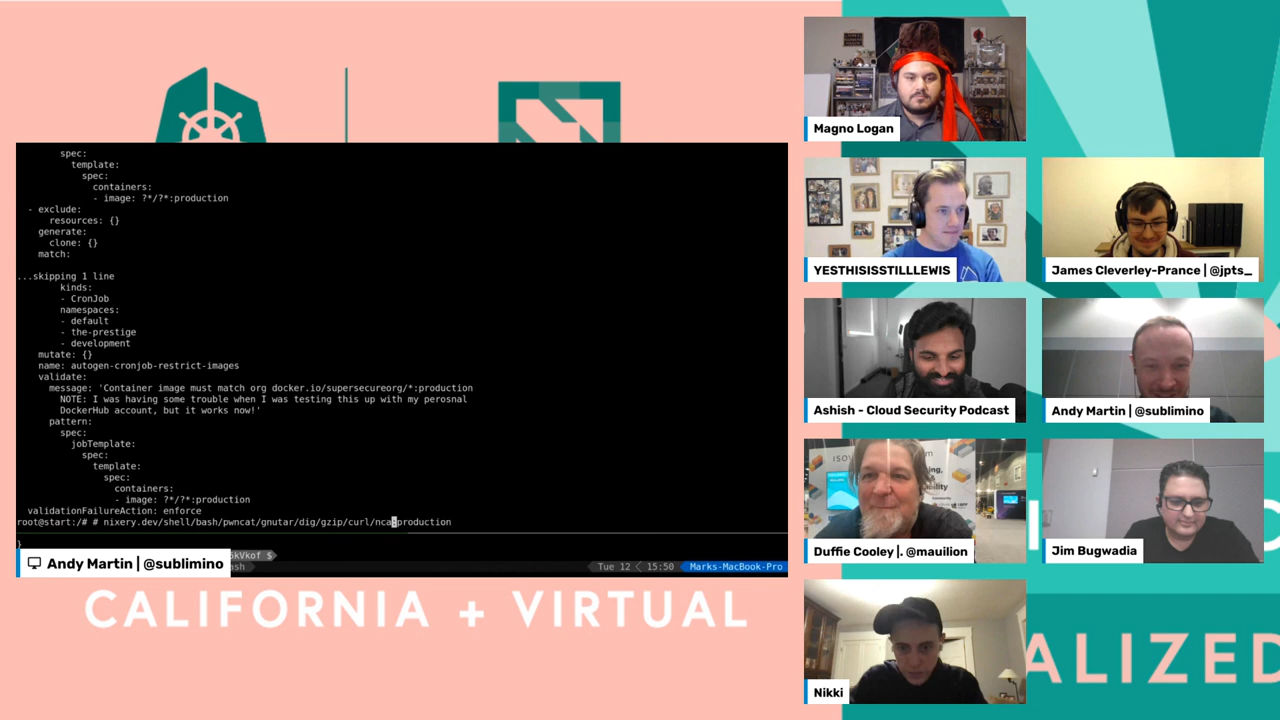 spec:
template:
spec:
containers:
- image: ?*/?*:production
- exclude:
resources: {}
generate:
clone: {}
match:
...skipping 1 line
kinds:
- CronJob
namespaces:
- default
- the-prestige
- development
mutate: {}
name: autogen-cronjob-restrict-images
validate:
message: 'Container image must match org docker.io/supersecureorg/*:production
NOTE: I was having some trouble when I was testing this up with my perosnal
DockerHub account, but it works now!'
pattern:
spec:
jobTemplate:
spec:
template:
spec:
containers:
- image: ?*/?*:production
validationFailureAction: enforce
root@start:/# # nixery.dev/shell/bash/pwncat/gnutar/dig/gzip/curl/nca:production
}
kVkof $
ash
Tue 12 < 15:50 Marks-MacBook-Pro
Andy Martin | @sublimino
CALIFORNIA + VIRTUAL
Magno Logan
YESTHISISSTILLLEWIS
James Cleverley-Prance | @jpts_
Ashish - Cloud Security Podcast
Andy Martin | @sublimino
Duffie Cooley |. @mauilion
Jim Bugwadia
Nikki
ALIZED